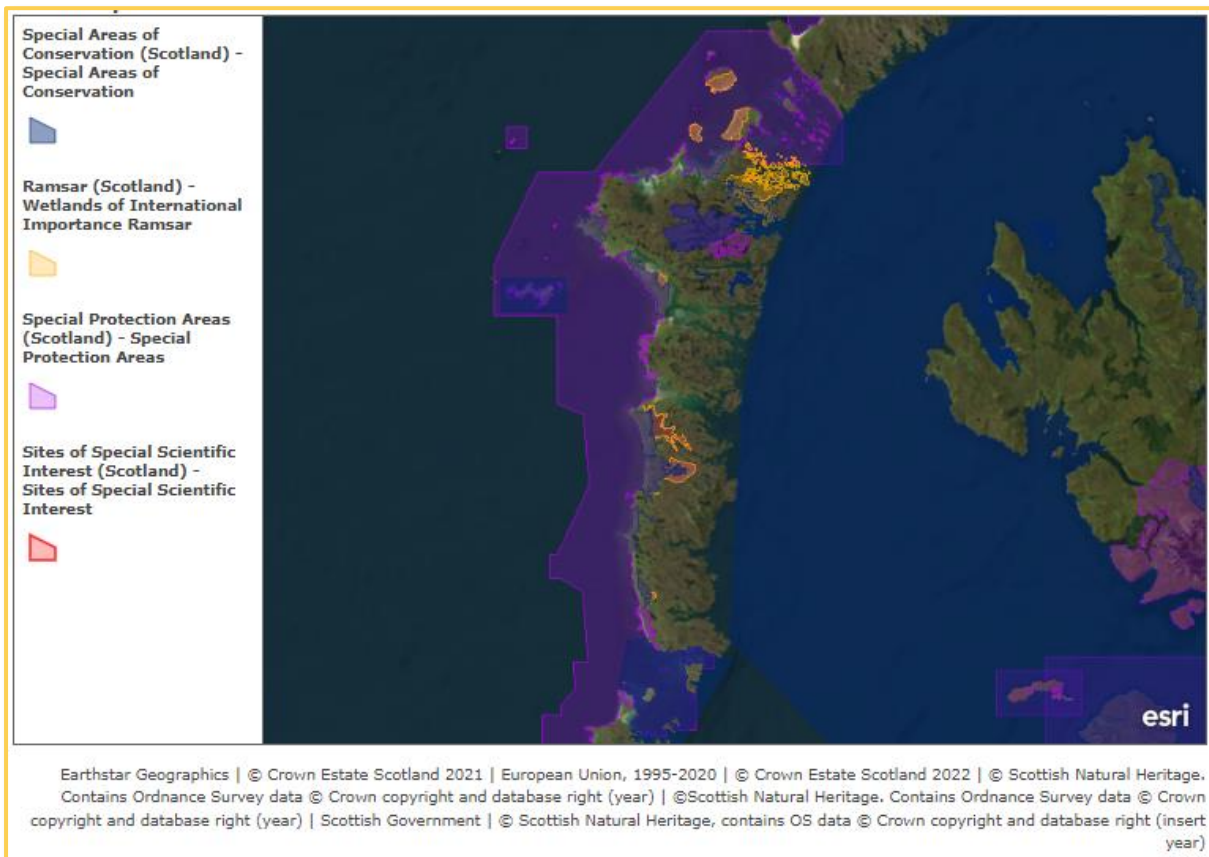 Special Areas of
Conservation (Scotland) -
Special Areas of
Conservation
Ramsar (Scotland) -
Wetlands of International
Importance Ramsar
Special Protection Areas
(Scotland) - Special
Protection Areas
Sites of Special Scientific
Interest (Scotland) -
Sites of Special Scientific
Interest
esri
Earthstar Geographics | © Crown Estate Scotland 2021 | European Union, 1995-2020 | © Crown Estate Scotland 2022 | © Scottish Natural Heritage.
Contains Ordnance Survey data © Crown copyright and database right (year) | ©Scottish Natural Heritage. Contains Ordnance Survey data © Crown
copyright and database right (year) | Scottish Government | © Scottish Natural Heritage, contains OS data © Crown copyright and database right (insert
year)